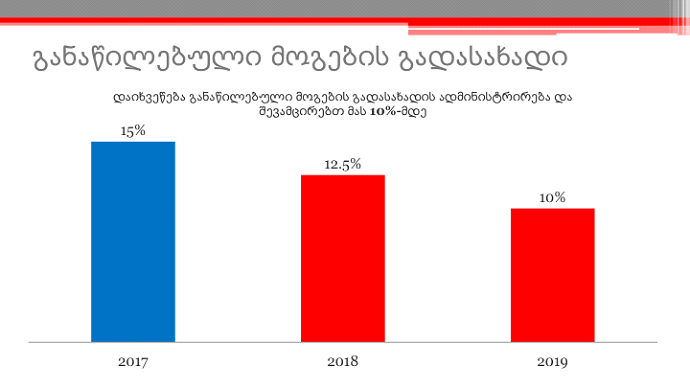 განაწილებული მოგების გადასახადი
დაიხვეწება განაწილებული მოგების გადასახადის ადმინისტრირება და
შევამცირებთ მას 10%-მდე
15%
12.5%
10%
2017
2018
2019